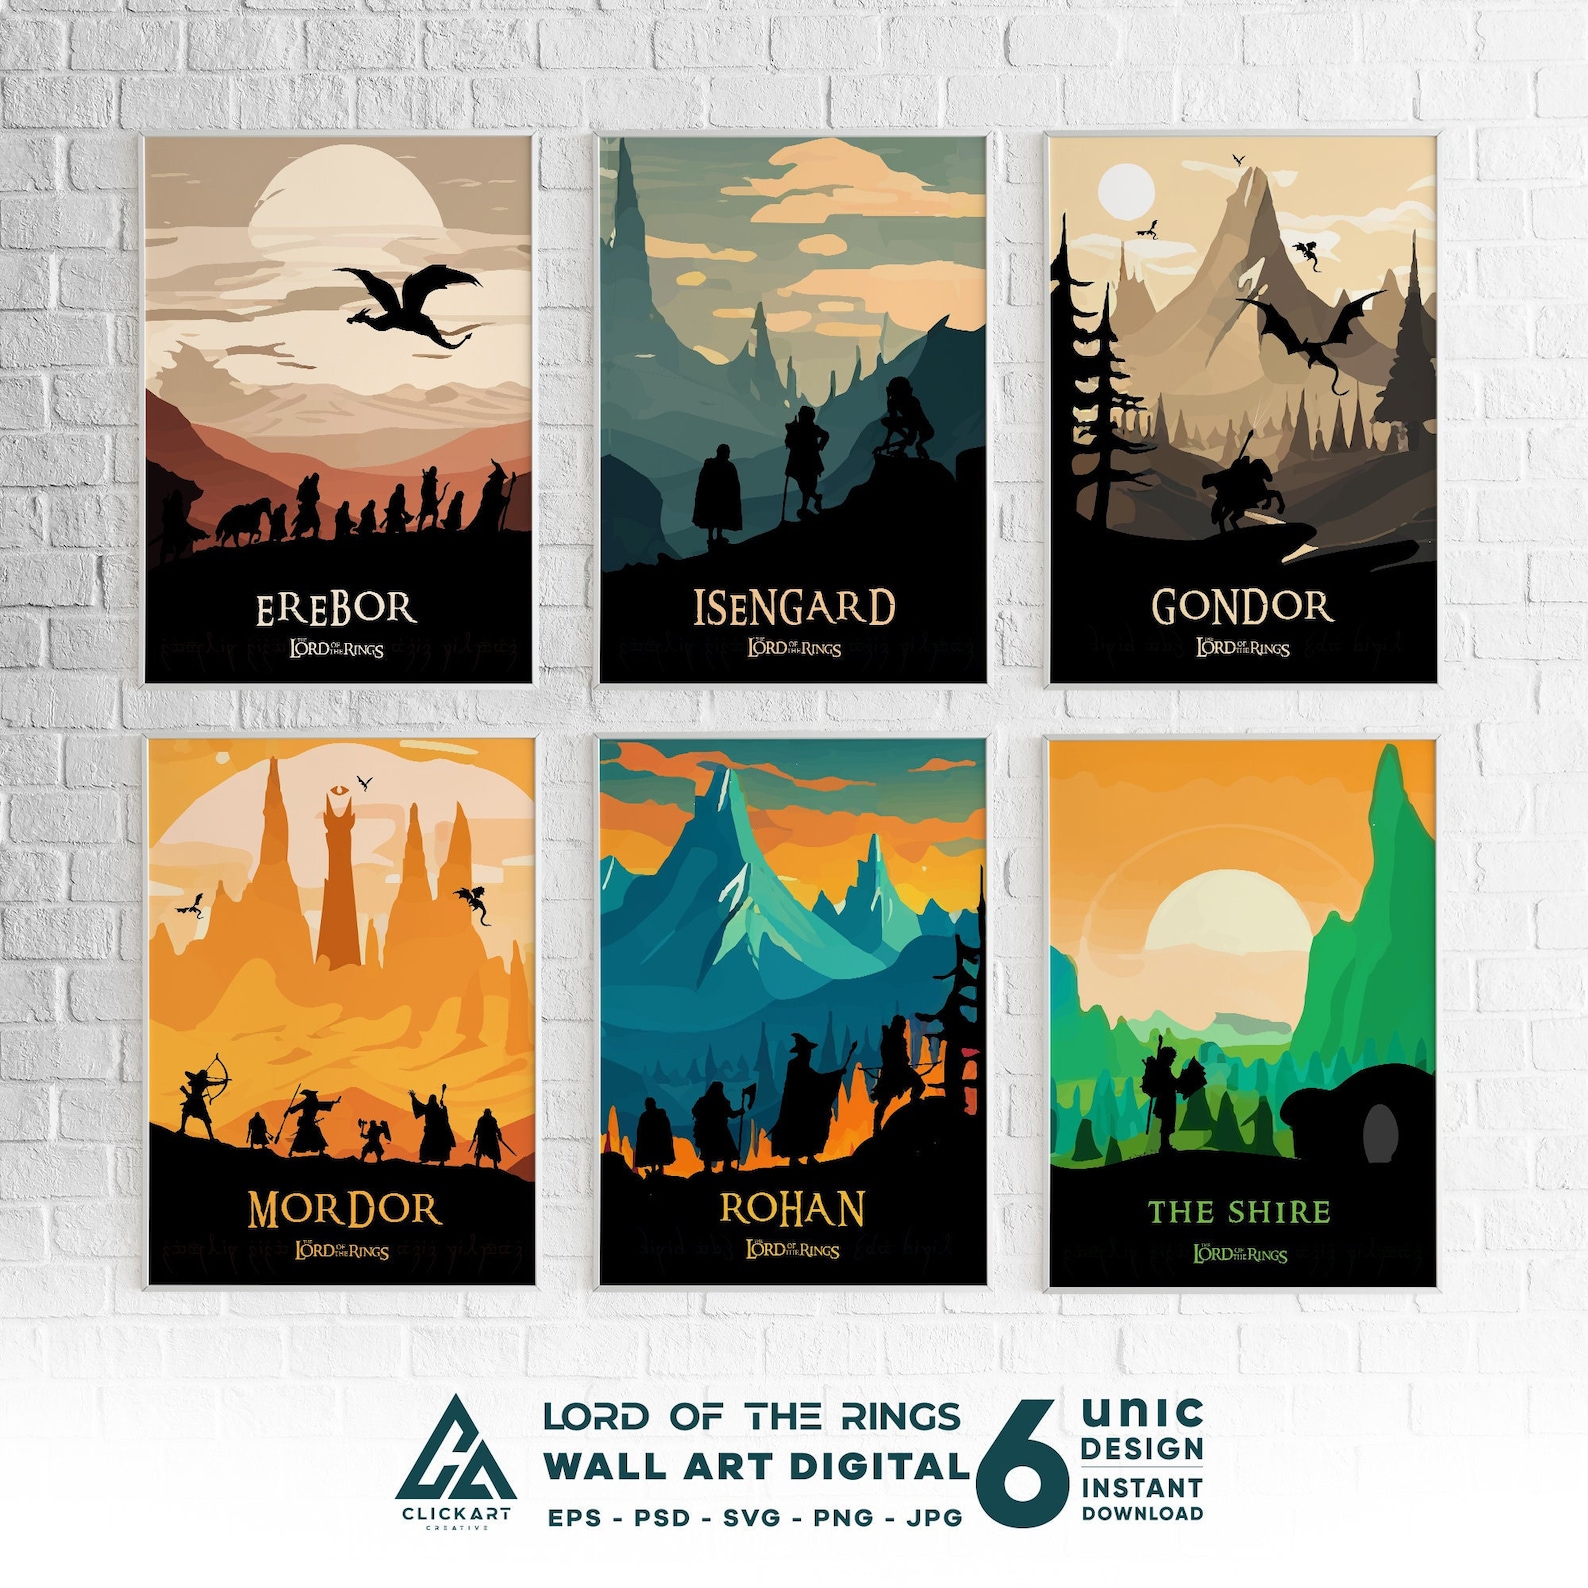 EREBOR
THE LORD OF THE RINGS
ISENGARD
THE LORD OF THE RINGS
GONDOR
THE LORD OF THE RINGS
MORDOR
THE LORD OF THE RINGS
ROHAN
THE LORD OF THE RINGS
THE SHIRE
THE LORD OF THE RINGS
CLICKART
CREATIVE
LORD OF THE RINGS
WALL ART DIGITAL
EPS - PSD - SVG - PNG - JPG
6
unic
DESIGN
INSTANT
DOWNLOAD